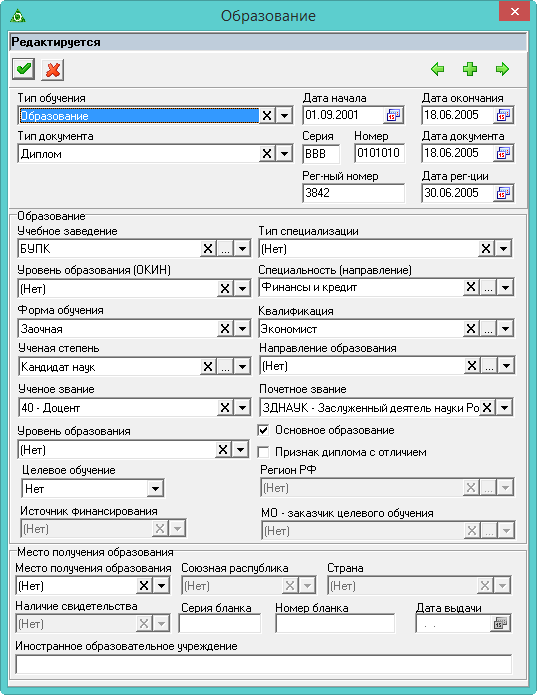 Образование
Редактируется
Тип обучения Дата начала Дата окончания
Образование 01.09.2001 18.06.2005
Тип документа Серия Номер Дата документа
Диплом ВВВ 0101010 18.06.2005
Рег-ный номер Дата рег-ции
3842 30.06.2005
Образование
Учебное заведение Тип специализации
БУПК (Нет)
Уровень образования (ОКИН) Специальность (направление)
(Нет) Финансы и кредит
Форма обучения Квалификация
Заочная Экономист
Ученая степень Направление образования
Кандидат наук (Нет)
Ученое звание Почетное звание
40 - Доцент ЗДНАУК - Заслуженный деятель науки Ро
Уровень образования Основное образование
(Нет) Признак диплома с отличием
Целевое обучение Регион РФ
Нет (Нет)
Источник финансирования МО - заказчик целевого обучения
(Нет) (Нет)
Место получения образования
Место получения образования Союзная республика Страна
(Нет) (Нет) (Нет)
Наличие свидетельства Серия бланка Номер бланка Дата выдачи
(Нет) . .
Иностранное образовательное учреждение